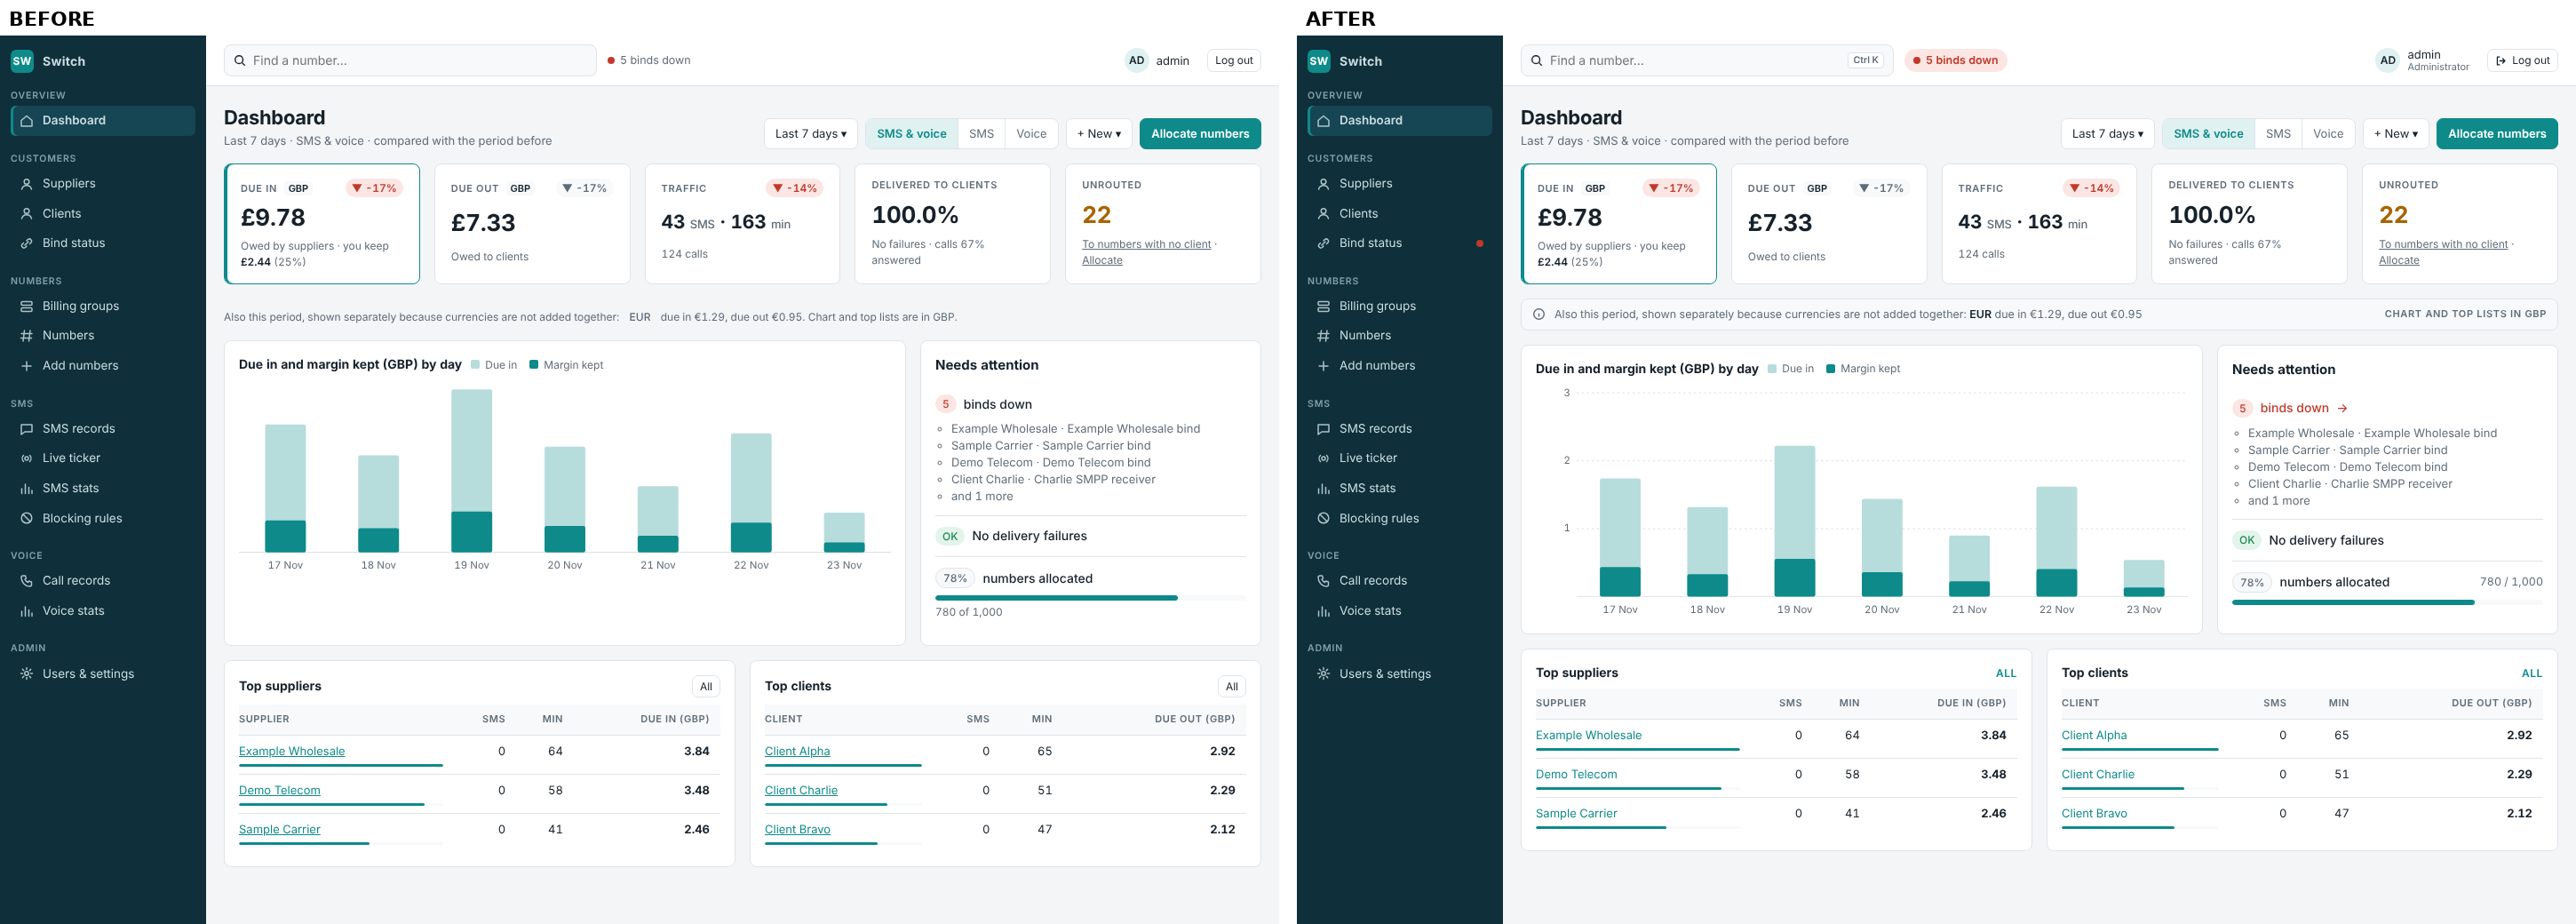 BEFORE
SW Switch
OVERVIEW
Dashboard
CUSTOMERS
Suppliers
Clients
Bind status
NUMBERS
Billing groups
Numbers
Add numbers
SMS
SMS records
Live ticker
SMS stats
Blocking rules
VOICE
Call records
Voice stats
ADMIN
Users & settings
Find a number...
5 binds down
AD admin
Log out
Dashboard
Last 7 days · SMS & voice · compared with the period before
Last 7 days ▾
SMS & voice
SMS
Voice
+ New ▾
Allocate numbers
DUE IN GBP ▼ -17%
£9.78
Owed by suppliers · you keep
£2.44 (25%)
DUE OUT GBP ▼ -17%
£7.33
Owed to clients
TRAFFIC ▼ -14%
43 SMS · 163 min
124 calls
DELIVERED TO CLIENTS
100.0%
No failures · calls 67%
answered
UNROUTED
22
To numbers with no client ·
Allocate
Also this period, shown separately because currencies are not added together: EUR due in €1.29, due out €0.95. Chart and top lists are in GBP.
Due in and margin kept (GBP) by day Due in Margin kept
17 Nov 18 Nov 19 Nov 20 Nov 21 Nov 22 Nov 23 Nov
Needs attention
5 binds down
Example Wholesale · Example Wholesale bind
Sample Carrier · Sample Carrier bind
Demo Telecom · Demo Telecom bind
Client Charlie · Charlie SMPP receiver
and 1 more
OK No delivery failures
78% numbers allocated
780 of 1,000
Top suppliers All
SUPPLIER SMS MIN DUE IN (GBP)
Example Wholesale 0 64 3.84
Demo Telecom 0 58 3.48
Sample Carrier 0 41 2.46
Top clients All
CLIENT SMS MIN DUE OUT (GBP)
Client Alpha 0 65 2.92
Client Charlie 0 51 2.29
Client Bravo 0 47 2.12
AFTER
SW Switch
OVERVIEW
Dashboard
CUSTOMERS
Suppliers
Clients
Bind status
NUMBERS
Billing groups
Numbers
Add numbers
SMS
SMS records
Live ticker
SMS stats
Blocking rules
VOICE
Call records
Voice stats
ADMIN
Users & settings
Find a number... Ctrl K
5 binds down
AD admin
Administrator
Log out
Dashboard
Last 7 days · SMS & voice · compared with the period before
Last 7 days ▾
SMS & voice
SMS
Voice
+ New ▾
Allocate numbers
DUE IN GBP ▼ -17%
£9.78
Owed by suppliers · you keep
£2.44 (25%)
DUE OUT GBP ▼ -17%
£7.33
Owed to clients
TRAFFIC ▼ -14%
43 SMS · 163 min
124 calls
DELIVERED TO CLIENTS
100.0%
No failures · calls 67%
answered
UNROUTED
22
To numbers with no client ·
Allocate
Also this period, shown separately because currencies are not added together: EUR due in €1.29, due out €0.95
CHART AND TOP LISTS IN GBP
Due in and margin kept (GBP) by day Due in Margin kept
3
2
1
17 Nov 18 Nov 19 Nov 20 Nov 21 Nov 22 Nov 23 Nov
Needs attention
5 binds down →
Example Wholesale · Example Wholesale bind
Sample Carrier · Sample Carrier bind
Demo Telecom · Demo Telecom bind
Client Charlie · Charlie SMPP receiver
and 1 more
OK No delivery failures
78% numbers allocated 780 / 1,000
Top suppliers ALL
SUPPLIER SMS MIN DUE IN (GBP)
Example Wholesale 0 64 3.84
Demo Telecom 0 58 3.48
Sample Carrier 0 41 2.46
Top clients ALL
CLIENT SMS MIN DUE OUT (GBP)
Client Alpha 0 65 2.92
Client Charlie 0 51 2.29
Client Bravo 0 47 2.12